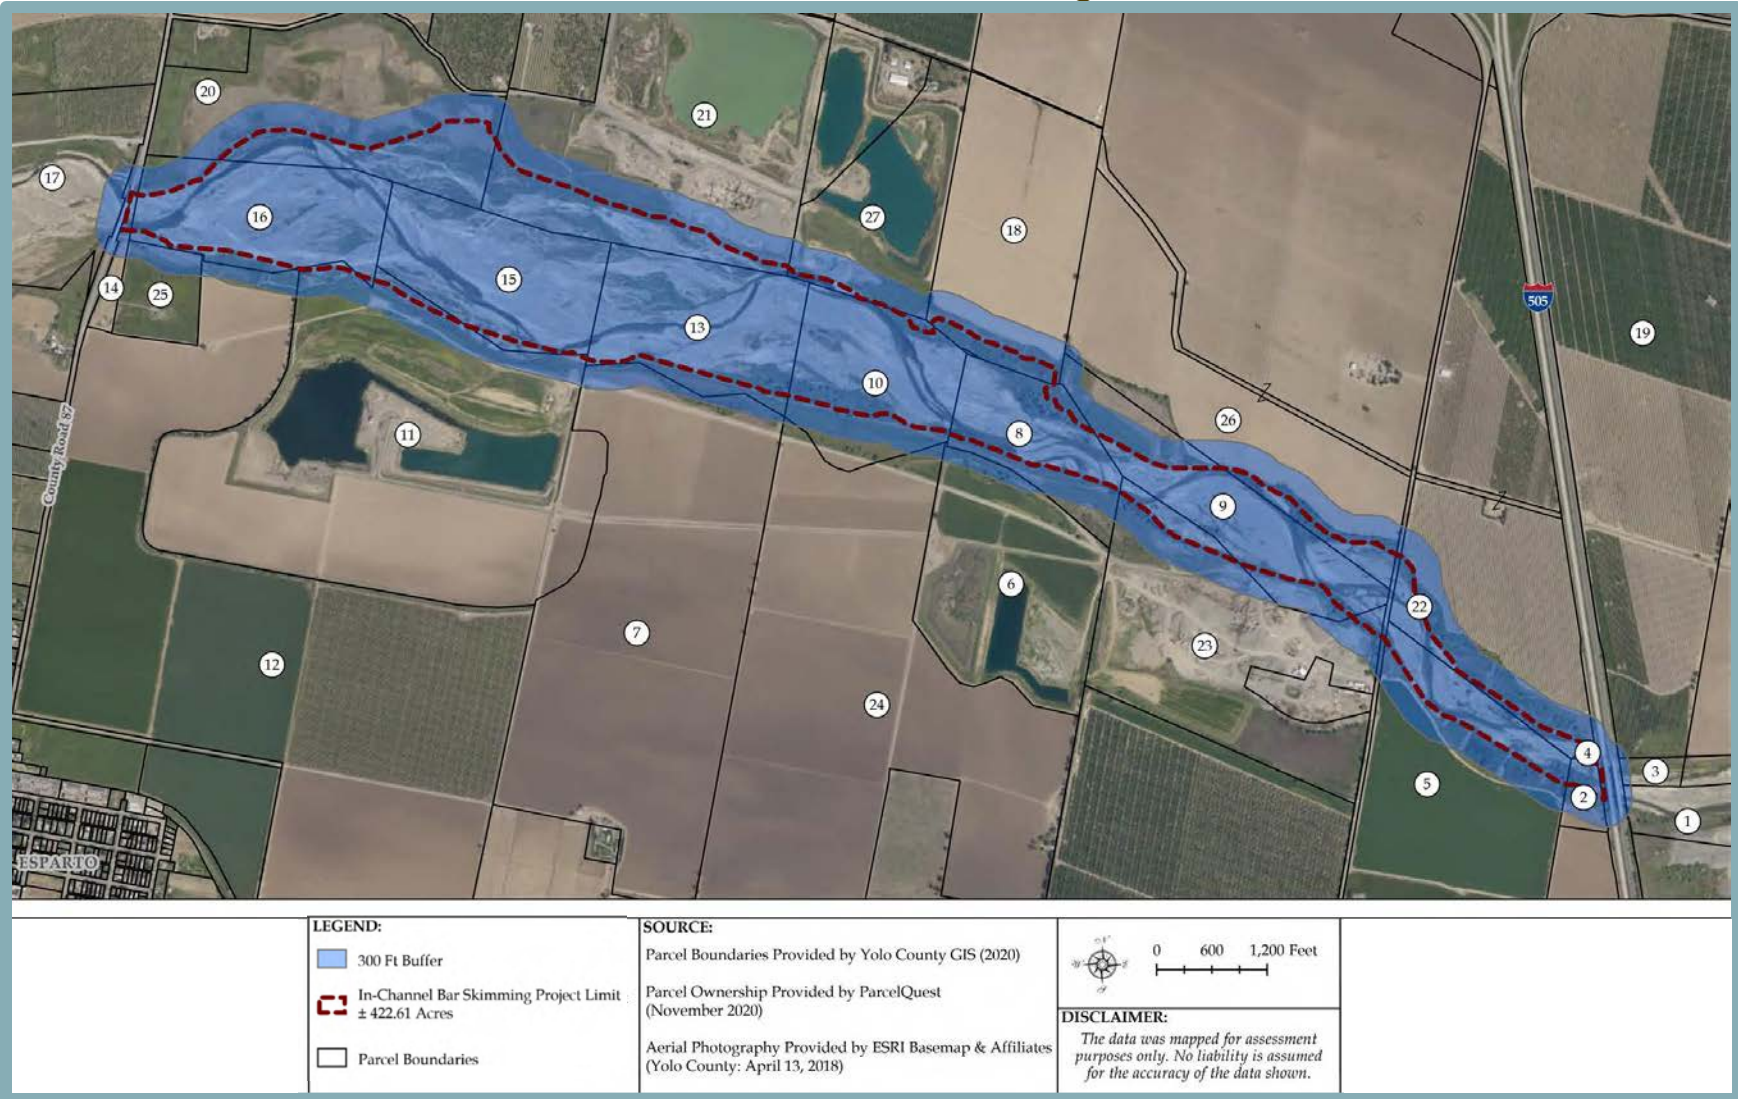 20
21
17
16
27
18
14
25
15
505
13
19
10
26
County Road 87
11
8
9
6
22
7
23
12
24
4
3
5
2
1
ESPARTO
Z
Z
LEGEND:
300 Ft Buffer
In-Channel Bar Skimming Project Limit
± 422.61 Acres
Parcel Boundaries
SOURCE:
Parcel Boundaries Provided by Yolo County GIS (2020)
Parcel Ownership Provided by ParcelQuest
(November 2020)
Aerial Photography Provided by ESRI Basemap & Affiliates
(Yolo County: April 13, 2018)
0 600 1,200 Feet
DISCLAIMER:
The data was mapped for assessment
purposes only. No liability is assumed
for the accuracy of the data shown.